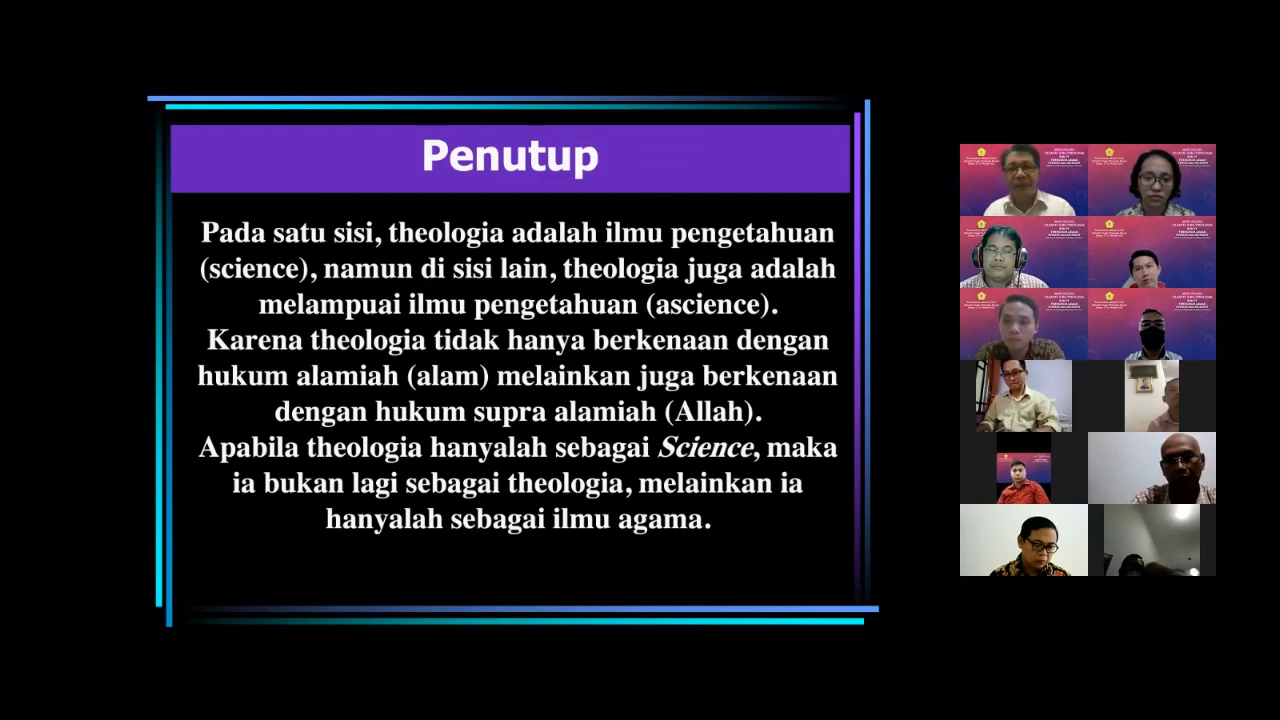 Penutup
Pada satu sisi, theologia adalah ilmu pengetahuan
(science), namun di sisi lain, theologia juga adalah
melampuai ilmu pengetahuan (ascience).
Karena theologia tidak hanya berkenaan dengan
hukum alamiah (alam) melainkan juga berkenaan
dengan hukum supra alamiah (Allah).
Apabila theologia hanyalah sebagai Science, maka
ia bukan lagi sebagai theologia, melainkan ia
hanyalah sebagai ilmu agama.